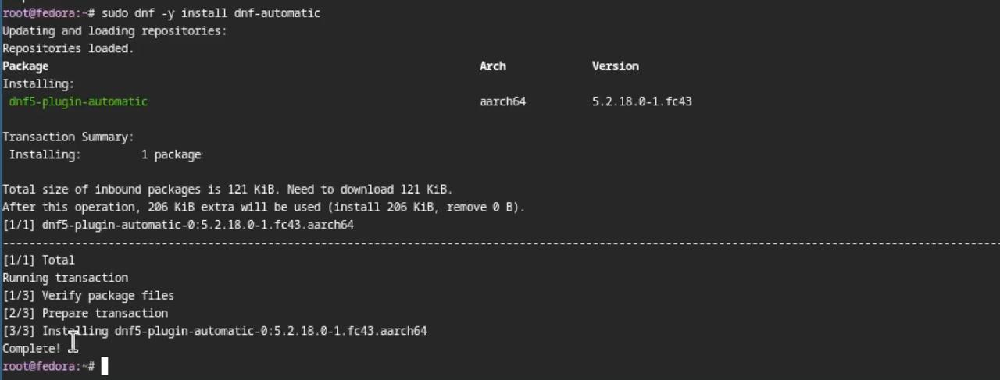 root@fedora:~# sudo dnf -y install dnf-automatic
Updating and loading repositories:
Repositories loaded.
Package Arch Version
Installing:
dnf5-plugin-automatic aarch64 5.2.18.0-1.fc43
Transaction Summary:
Installing: 1 package
Total size of inbound packages is 121 KiB. Need to download 121 KiB.
After this operation, 206 KiB extra will be used (install 206 KiB, remove 0 B).
[1/1] dnf5-plugin-automatic-0:5.2.18.0-1.fc43.aarch64
--------------------------------------------------------------------------------
[1/1] Total
Running transaction
[1/3] Verify package files
[2/3] Prepare transaction
[3/3] Installing dnf5-plugin-automatic-0:5.2.18.0-1.fc43.aarch64
Complete!
root@fedora:~#